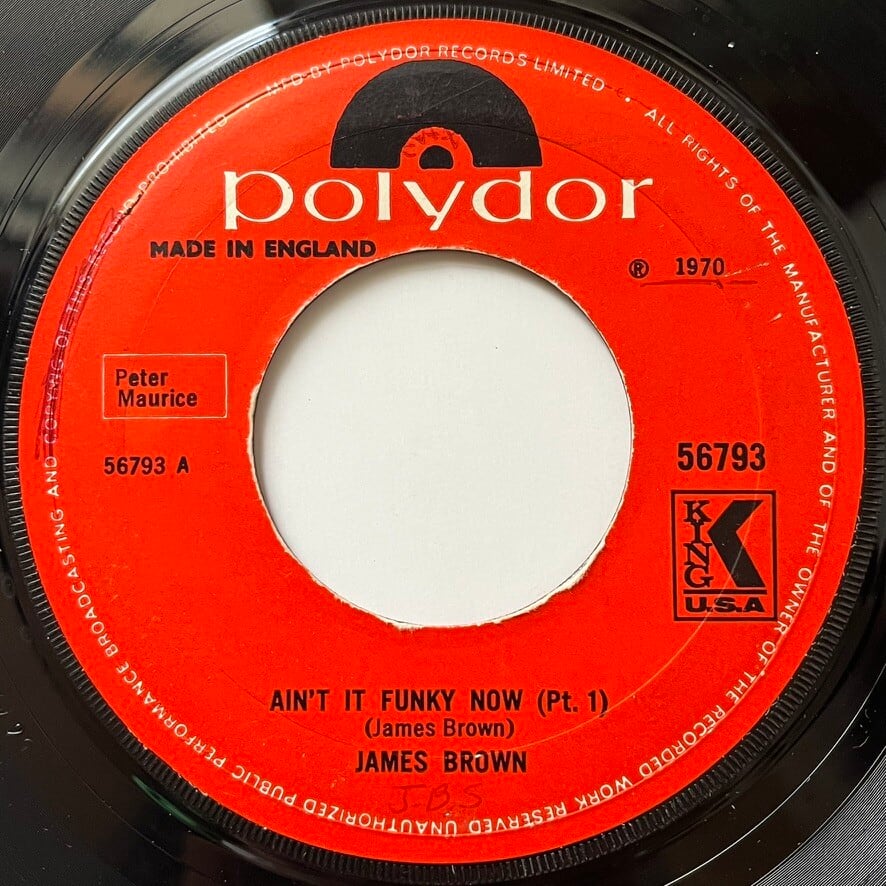 MFD BY POLYDOR RECORDS LIMITED · ALL RIGHTS OF THE MANUFACTURER AND OF THE OWNER OF THE RECORDED WORK RESERVED UNAUTHORIZED PUBLIC PERFORMANCE BROADCASTING AND COPYING OF THIS RECORD PROHIBITED
polydor
MADE IN ENGLAND
℗ 1970
Peter
Maurice
56793 A
56793
KING
K
U.S.A
AIN'T IT FUNKY NOW (Pt. 1)
(James Brown)
JAMES BROWN
J.B.S